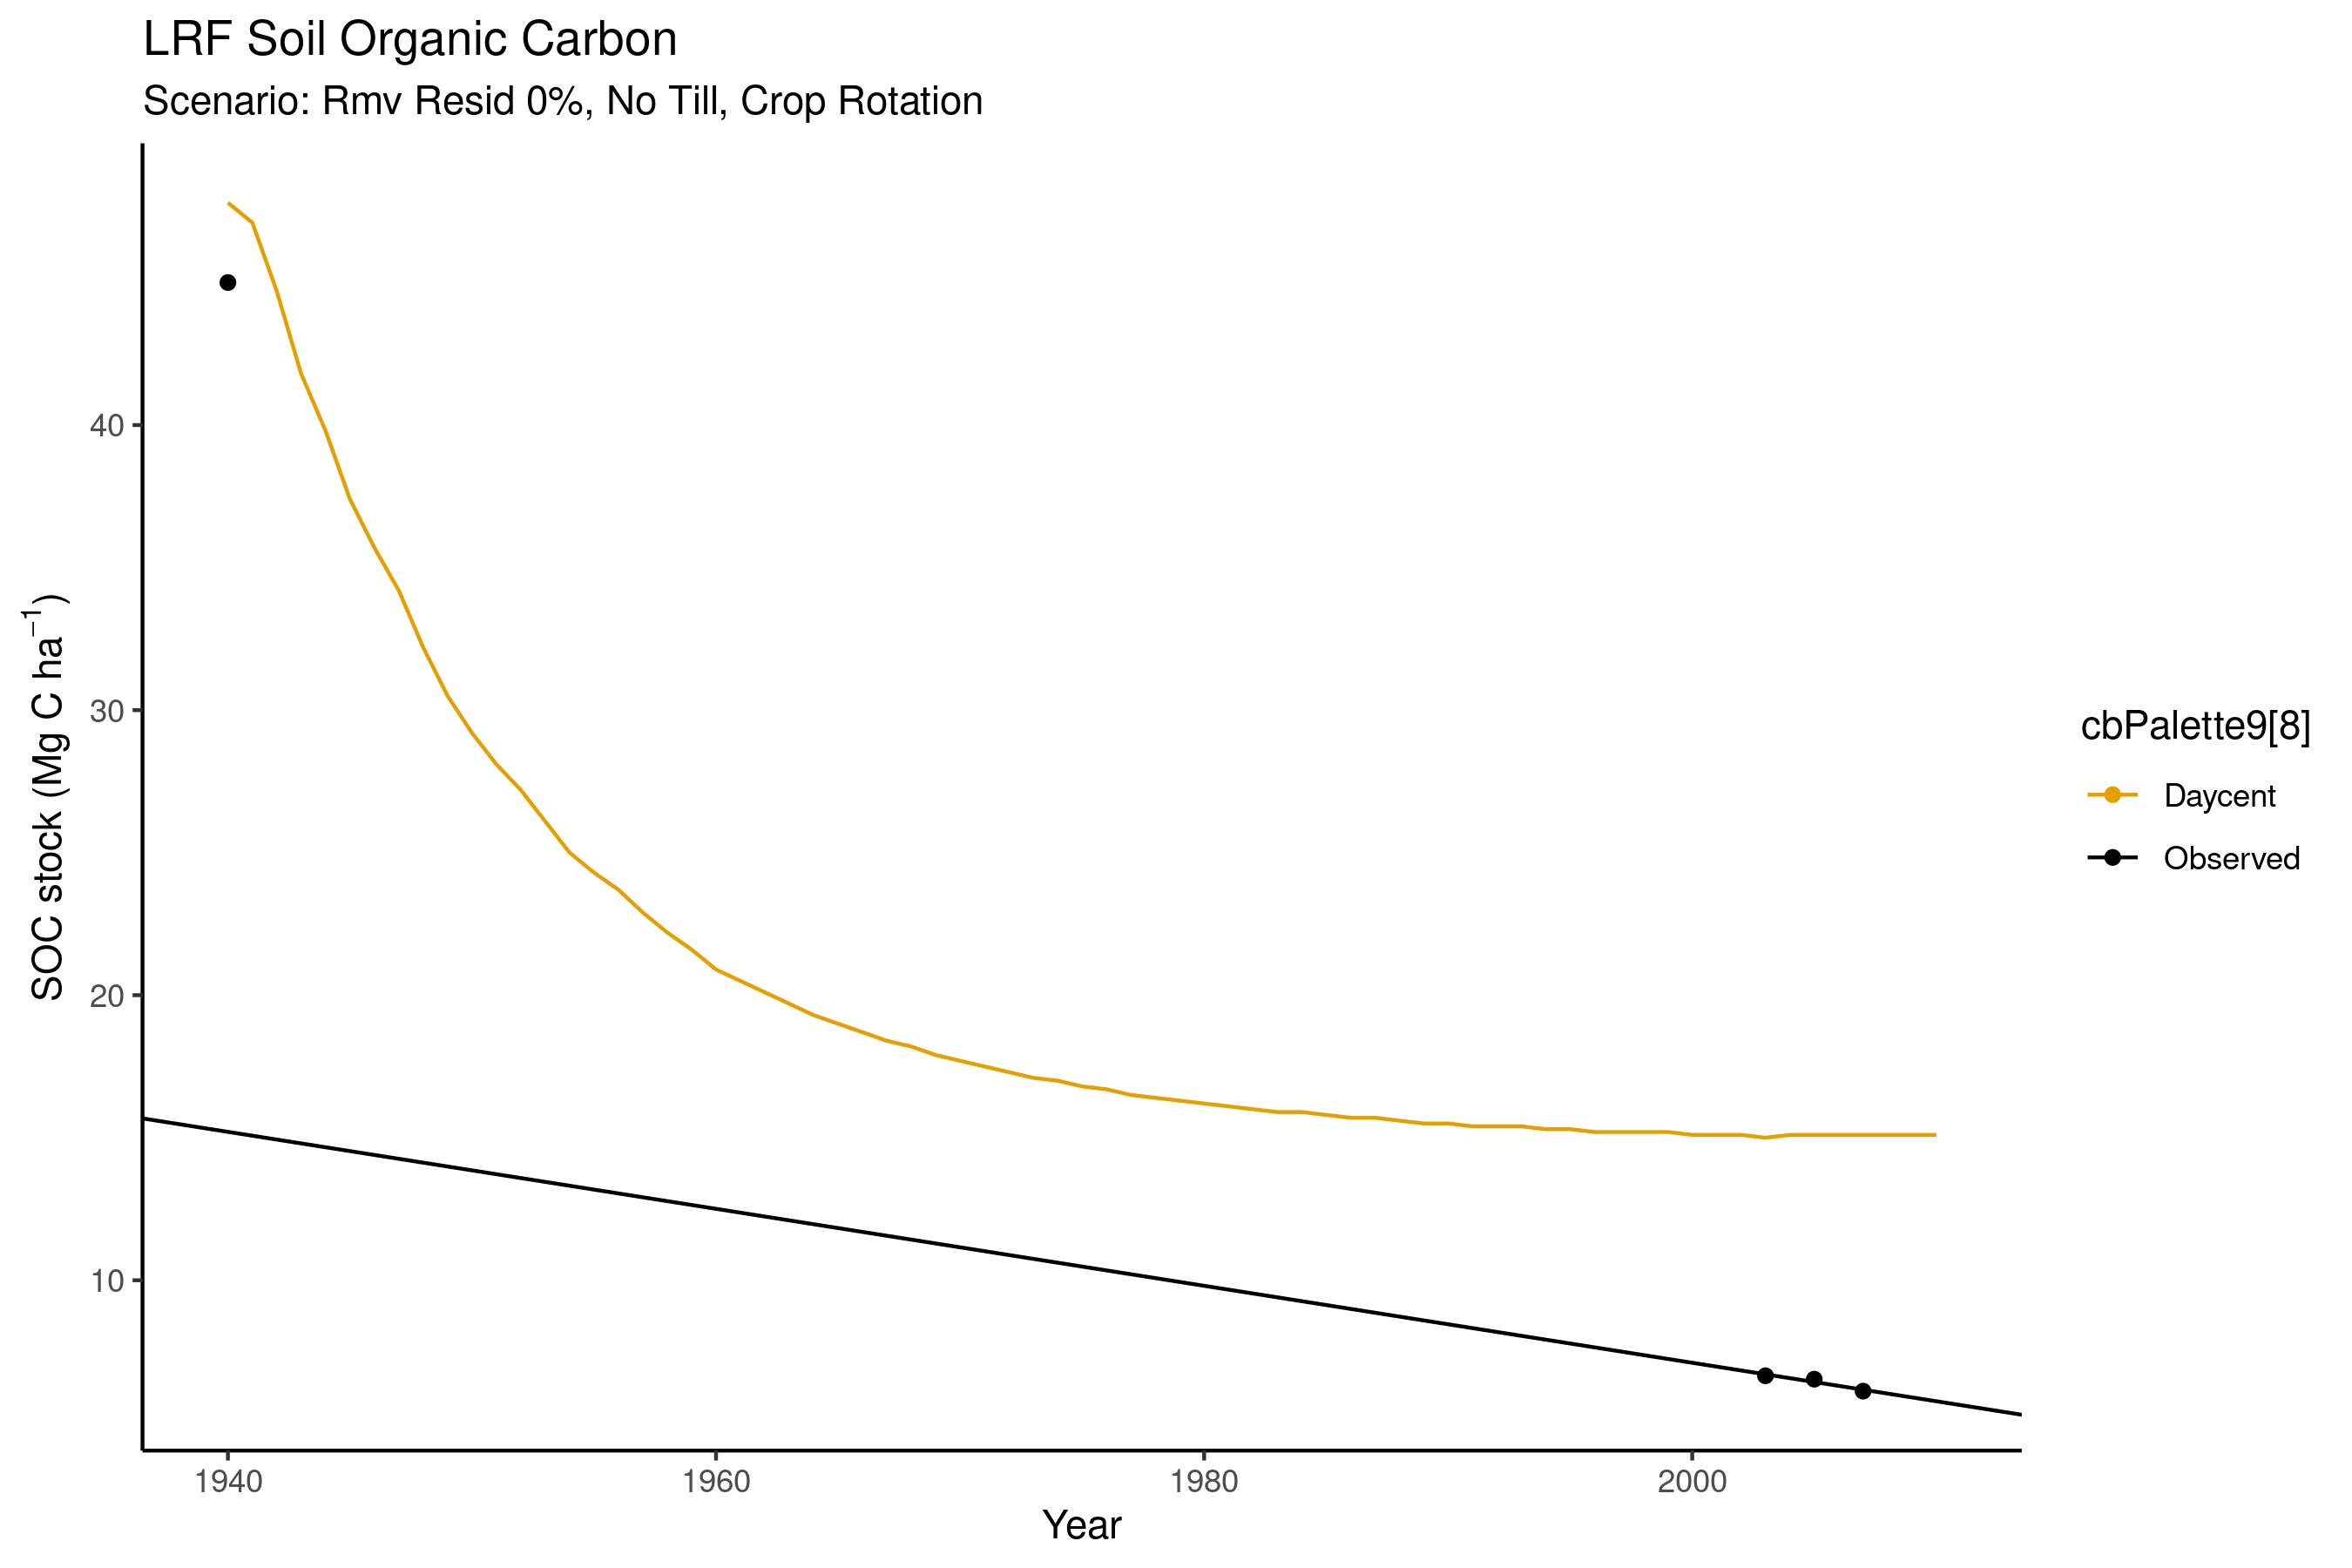 LRF Soil Organic Carbon
Scenario: Rmv Resid 0%, No Till, Crop Rotation
SOC stock (Mg C ha−1)
40
30
20
10
1940
1960
1980
2000
Year
cbPalette9[8]
Daycent
Observed